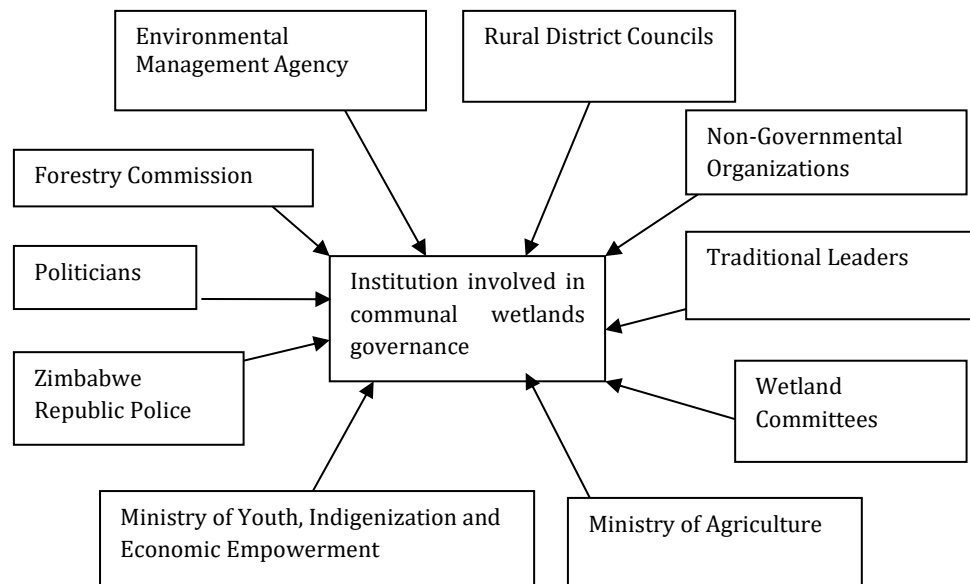 Environmental
Management Agency
Rural District Councils
Non-Governmental
Organizations
Forestry Commission
Politicians
Institution involved in
communal wetlands
governance
Traditional Leaders
Zimbabwe
Republic Police
Wetland
Committees
Ministry of Youth, Indigenization and
Economic Empowerment
Ministry of Agriculture